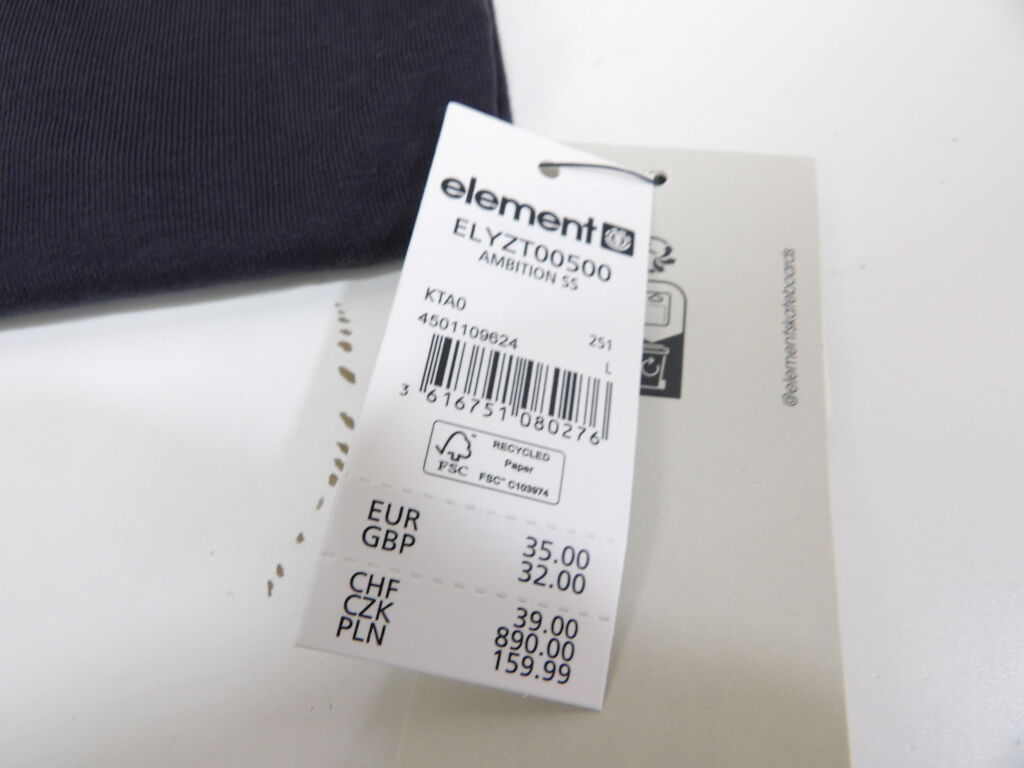 element
ELYZT00500
AMBITION SS
KTA0
4501109624 251
L
3 616751 080276
FSC
RECYCLED
Paper
FSC™ C103974
EUR 35.00
GBP 32.00
CHF 39.00
CZK 890.00
PLN 159.99
@elementskateboards